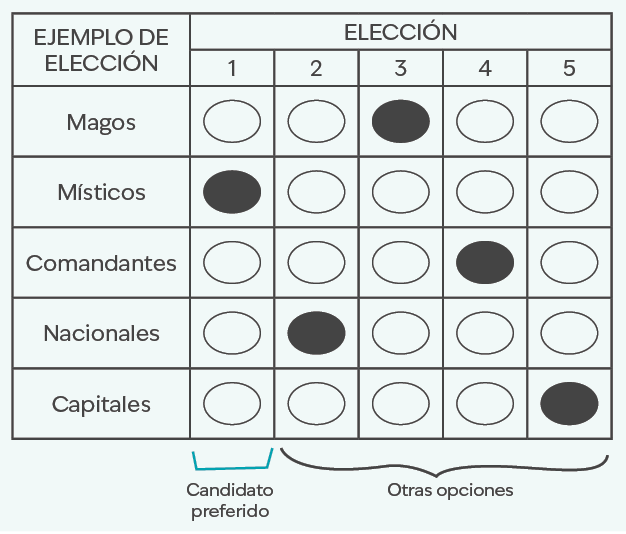 EJEMPLO DE
ELECCIÓN
ELECCIÓN
1 2 3 4 5
Magos
Místicos
Comandantes
Nacionales
Capitales
Candidato
preferido
Otras opciones